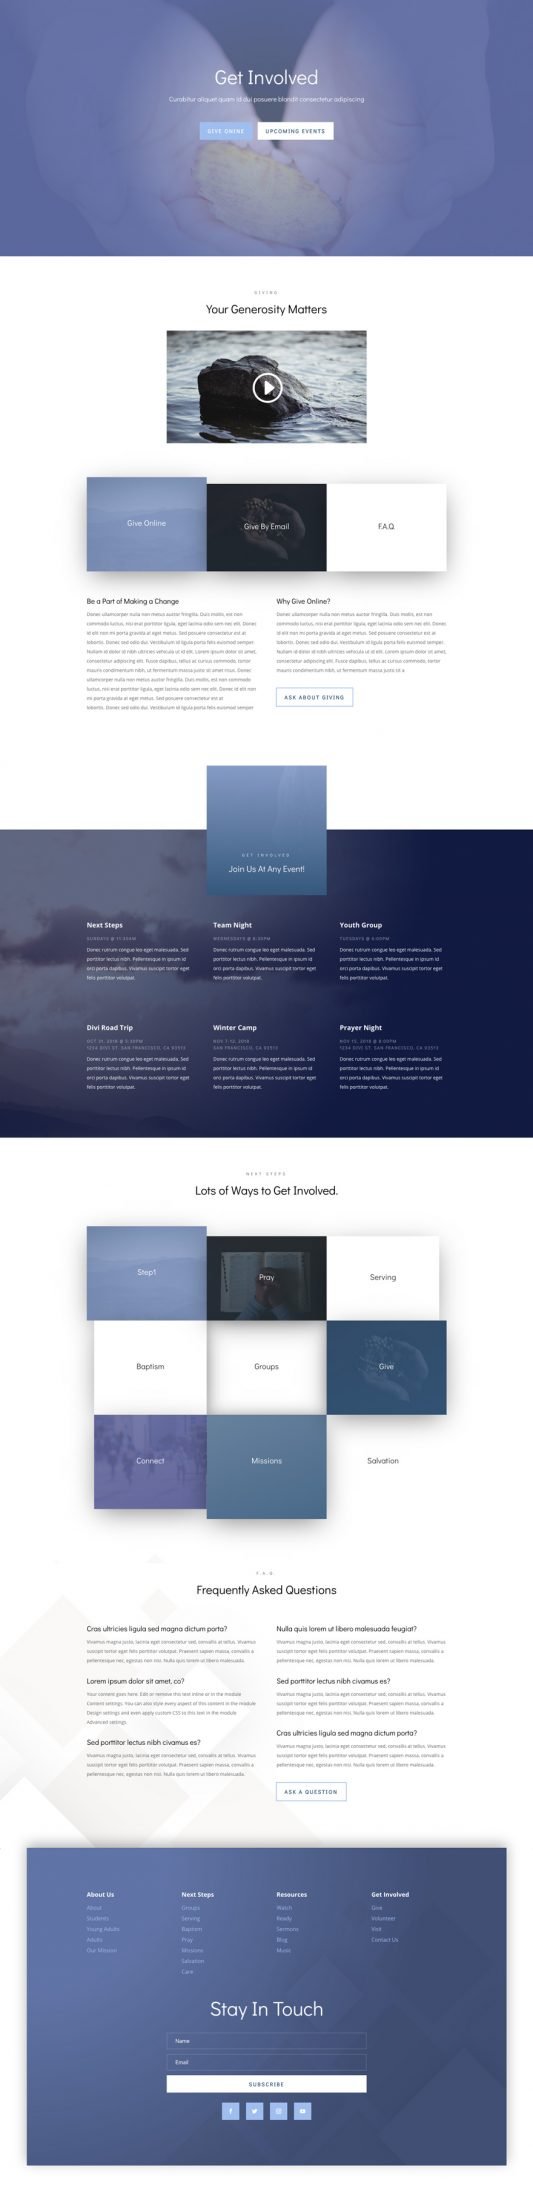 Get Involved
Curabitur aliquet quam id dui posuere blandit consectetur adipiscing
GIVE ONLINE
UPCOMING EVENTS
GIVING
Your Generosity Matters
Give Online
Give By Email
F.A.Q.
Be a Part of Making a Change
Donec ullamcorper nulla non metus auctor fringilla. Duis mollis, est non
commodo luctus, nisi erat porttitor ligula, eget lacinia odio sem nec elit. Donec
id elit non mi porta gravida at eget metus. Sed posuere consectetur est at
lobortis. Donec sed odio dui. Vestibulum id ligula porta felis euismod semper.
Nullam id dolor id nibh ultricies vehicula ut id elit. Lorem ipsum dolor sit amet,
consectetur adipiscing elit. Fusce dapibus, tellus ac cursus commodo, tortor
mauris condimentum nibh, ut fermentum massa justo sit amet risus. Donec
ullamcorper nulla non metus auctor fringilla. Duis mollis, est non commodo
luctus, nisi erat porttitor ligula, eget lacinia odio sem nec elit. Donec id elit non
mi porta gravida at eget metus. Sed posuere consectetur est at
lobortis. Donec sed odio dui. Vestibulum id ligula porta felis euismod semper
Why Give Online?
Donec ullamcorper nulla non metus auctor fringilla. Duis mollis, est non
commodo luctus, nisi erat porttitor ligula, eget lacinia odio sem nec elit. Donec
id elit non mi porta gravida at eget metus. Sed posuere consectetur est at
lobortis. Donec sed odio dui. Vestibulum id ligula porta felis euismod semper.
Nullam id dolor id nibh ultricies vehicula ut id elit. Lorem ipsum dolor sit amet,
consectetur adipiscing elit. Fusce dapibus, tellus ac cursus commodo, tortor
mauris condimentum nibh, ut fermentum massa justo sit a
ASK ABOUT GIVING
GET INVOLVED
Join Us At Any Event!
Next Steps
SUNDAYS @ 11:30AM
Donec rutrum congue leo eget malesuada. Sed
porttitor lectus nibh. Pellentesque in ipsum id
orci porta dapibus. Vivamus suscipit tortor eget
felis porttitor volutpat.
Team Night
WEDNESDAYS @ 6:30PM
Donec rutrum congue leo eget malesuada. Sed
porttitor lectus nibh. Pellentesque in ipsum id
orci porta dapibus. Vivamus suscipit tortor eget
felis porttitor volutpat.
Youth Group
TUESDAYS @ 6:00PM
Donec rutrum congue leo eget malesuada. Sed
porttitor lectus nibh. Pellentesque in ipsum id
orci porta dapibus. Vivamus suscipit tortor eget
felis porttitor volutpat.
Divi Road Trip
OCT 31, 2018 @ 5:30PM
1234 DIVI ST. SAN FRANCISCO, CA 93513
Donec rutrum congue leo eget malesuada. Sed
porttitor lectus nibh. Pellentesque in ipsum id
orci porta dapibus. Vivamus suscipit tortor eget
felis porttitor volutpat.
Winter Camp
NOV 7-12, 2018
SAN FRANCISCO, CA 93513
Donec rutrum congue leo eget malesuada. Sed
porttitor lectus nibh. Pellentesque in ipsum id
orci porta dapibus. Vivamus suscipit tortor eget
felis porttitor volutpat.
Prayer Night
NOV 15, 2018 @ 8:00PM
1234 DIVI ST. SAN FRANCISCO, CA 93513
Donec rutrum congue leo eget malesuada. Sed
porttitor lectus nibh. Pellentesque in ipsum id
orci porta dapibus. Vivamus suscipit tortor eget
felis porttitor volutpat.
NEXT STEPS
Lots of Ways to Get Involved.
Step1
Pray
Serving
Baptism
Groups
Give
Connect
Missions
Salvation
F.A.Q
Frequently Asked Questions
Cras ultricies ligula sed magna dictum porta?
Vivamus magna justo, lacinia eget consectetur sed, convallis at tellus. Vivamus
suscipit tortor eget felis porttitor volutpat. Praesent sapien massa, convallis a
pellentesque nec, egestas non nisi. Nulla quis lorem ut libero malesuada.
Lorem ipsum dolor sit amet, co?
Your content goes here. Edit or remove this text inline or in the module
Content settings. You can also style every aspect of this content in the module
Design settings and even apply custom CSS to this text in the module
Advanced settings.
Sed porttitor lectus nibh civamus es?
Vivamus magna justo, lacinia eget consectetur sed, convallis at tellus. Vivamus
suscipit tortor eget felis porttitor volutpat. Praesent sapien massa, convallis a
pellentesque nec, egestas non nisi. Nulla quis lorem ut libero malesuada.
Nulla quis lorem ut libero malesuada feugiat?
Vivamus magna justo, lacinia eget consectetur sed, convallis at tellus. Vivamus
suscipit tortor eget felis porttitor volutpat. Praesent sapien massa, convallis a
pellentesque nec, egestas non nisi. Nulla quis lorem ut libero malesuada.
Sed porttitor lectus nibh civamus es?
Vivamus magna justo, lacinia eget consectetur sed, convallis at tellus. Vivamus
suscipit tortor eget felis porttitor volutpat. Praesent sapien massa, convallis a
pellentesque nec, egestas non nisi. Nulla quis lorem ut libero malesuada.
Cras ultricies ligula sed magna dictum porta?
Vivamus magna justo, lacinia eget consectetur sed, convallis at tellus. Vivamus
suscipit tortor eget felis porttitor volutpat. Praesent sapien massa, convallis a
pellentesque nec, egestas non nisi. Nulla quis lorem ut libero malesuada.
ASK A QUESTION
About Us
About
Students
Young Adults
Adults
Our Mission
Next Steps
Groups
Serving
Baptism
Pray
Missions
Salvation
Care
Resources
Watch
Ready
Sermons
Blog
Music
Get Involved
Give
Volunteer
Visit
Contact Us
Stay In Touch
Name
Email
SUBSCRIBE